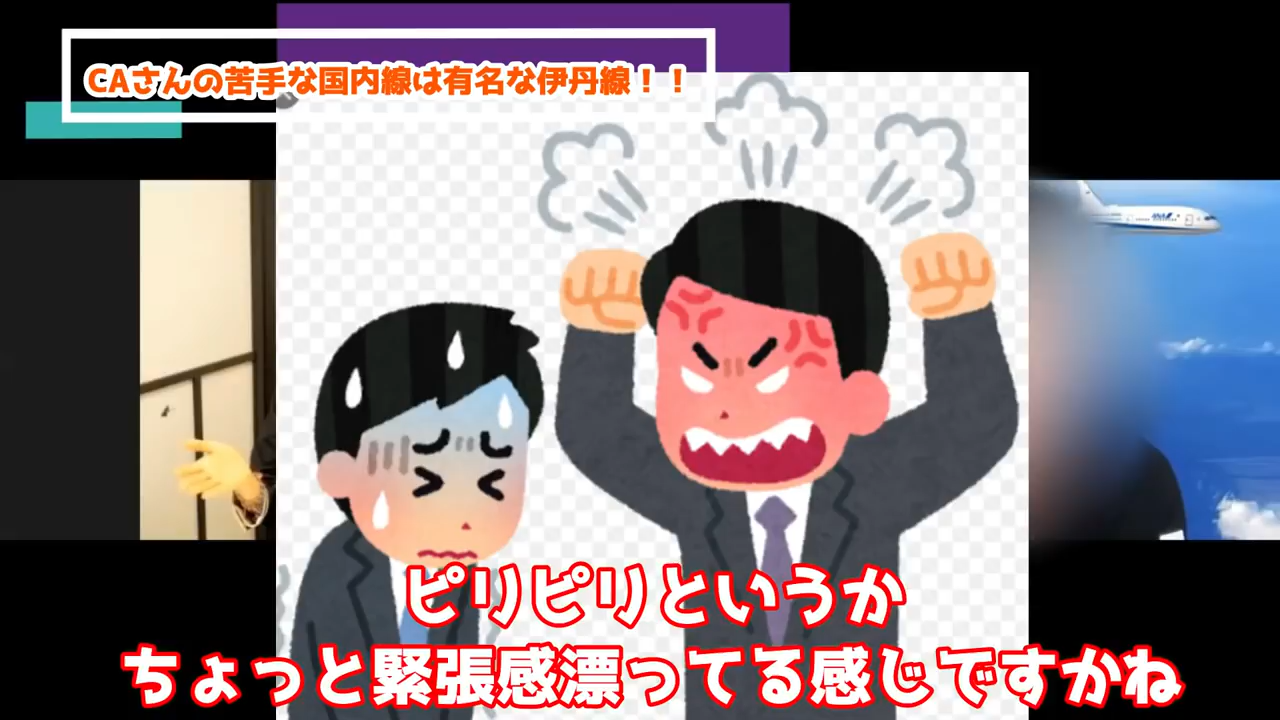 CAさんの苦手な国内線は有名な伊丹線！！
ANA
ピリピリというか
ちょっと緊張感漂ってる感じですかね